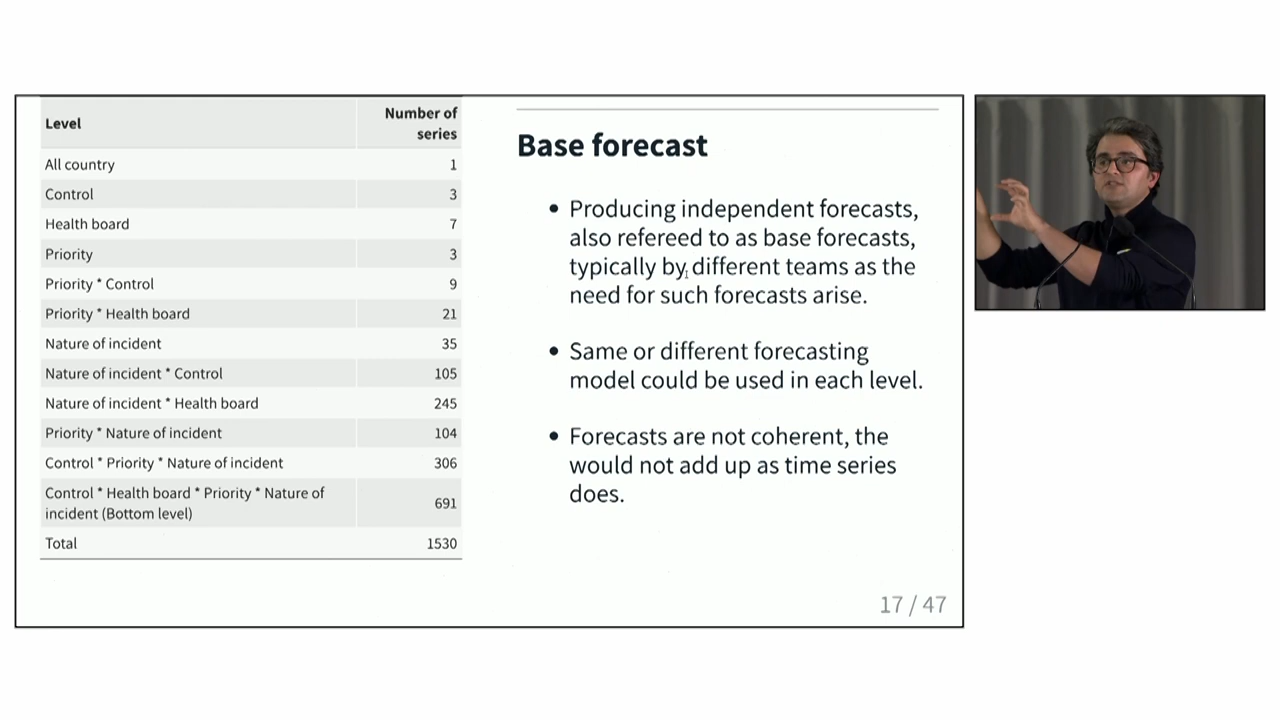 Level Number of series
All country 1
Control 3
Health board 7
Priority 3
Priority * Control 9
Priority * Health board 21
Nature of incident 35
Nature of incident * Control 105
Nature of incident * Health board 245
Priority * Nature of incident 104
Control * Priority * Nature of incident 306
Control * Health board * Priority * Nature of
incident (Bottom level) 691
Total 1530
Base forecast
• Producing independent forecasts,
also refereed to as base forecasts,
typically by different teams as the
need for such forecasts arise.
• Same or different forecasting
model could be used in each level.
• Forecasts are not coherent, the
would not add up as time series
does.
17 / 47